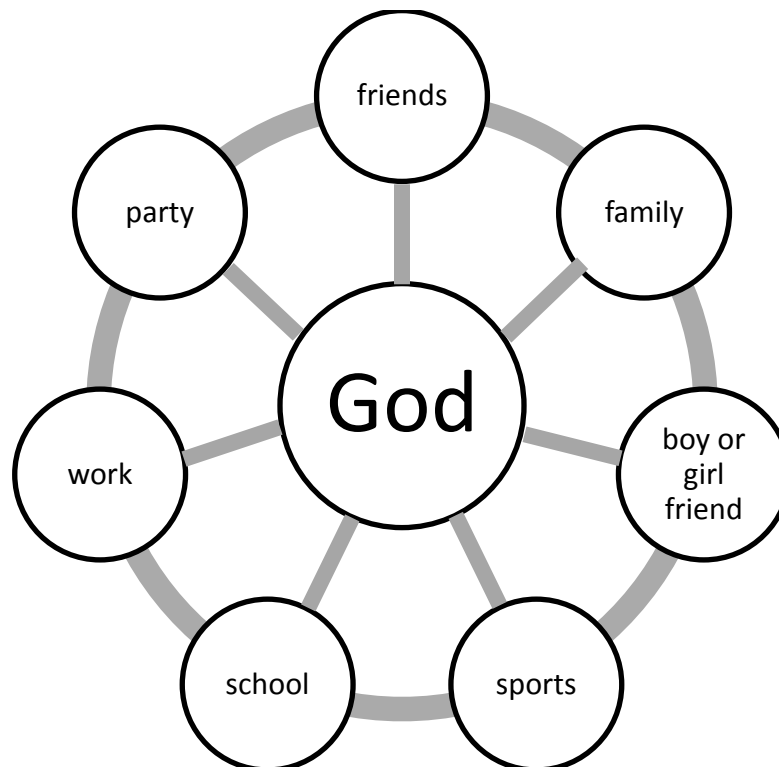 friends
party
family
God
boy or
girl
friend
work
school
sports